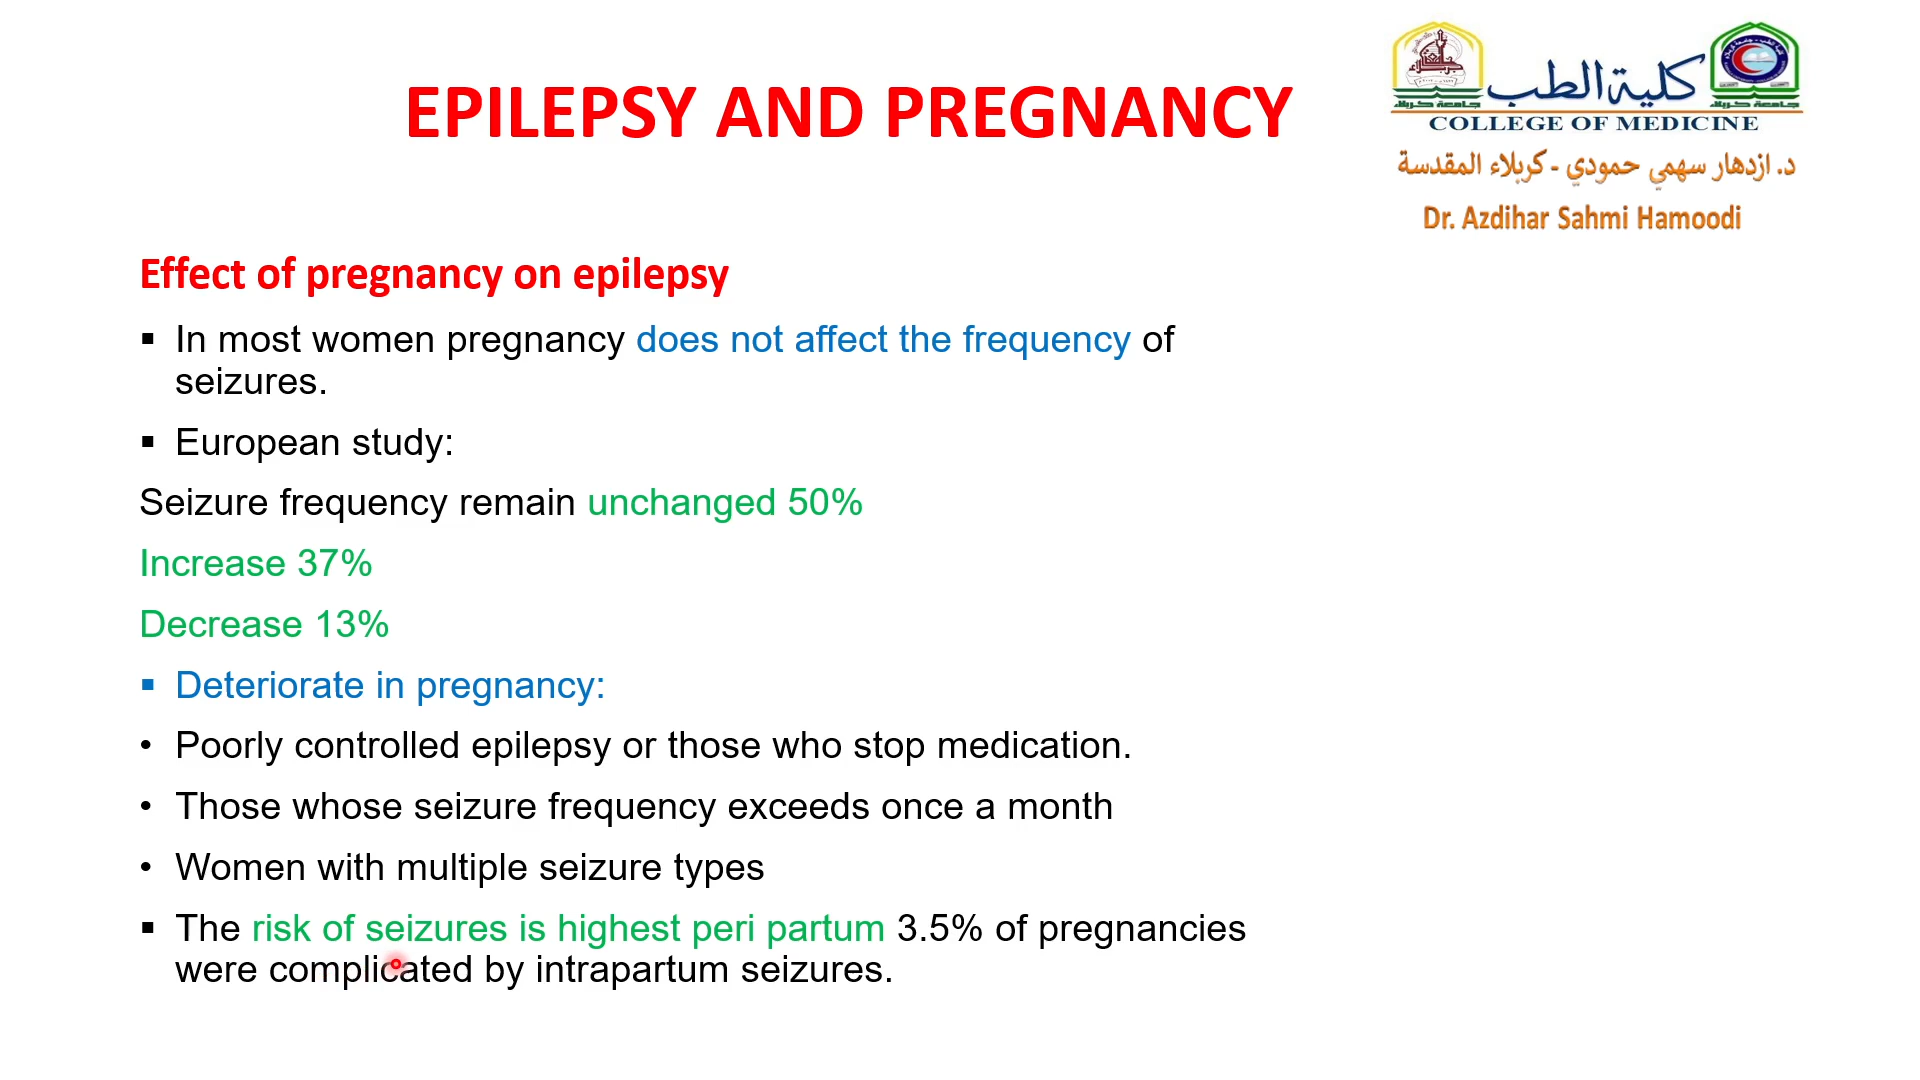 EPILEPSY AND PREGNANCY
كلية الطب
جامعة كربلاء
جامعة كربلاء
COLLEGE OF MEDICINE
د. ازدهار سهمي حمودي - كربلاء المقدسة
Dr. Azdihar Sahmi Hamoodi
Effect of pregnancy on epilepsy
▪ In most women pregnancy does not affect the frequency of
seizures.
▪ European study:
Seizure frequency remain unchanged 50%
Increase 37%
Decrease 13%
▪ Deteriorate in pregnancy:
• Poorly controlled epilepsy or those who stop medication.
• Those whose seizure frequency exceeds once a month
• Women with multiple seizure types
▪ The risk of seizures is highest peri partum 3.5% of pregnancies
were complicated by intrapartum seizures.